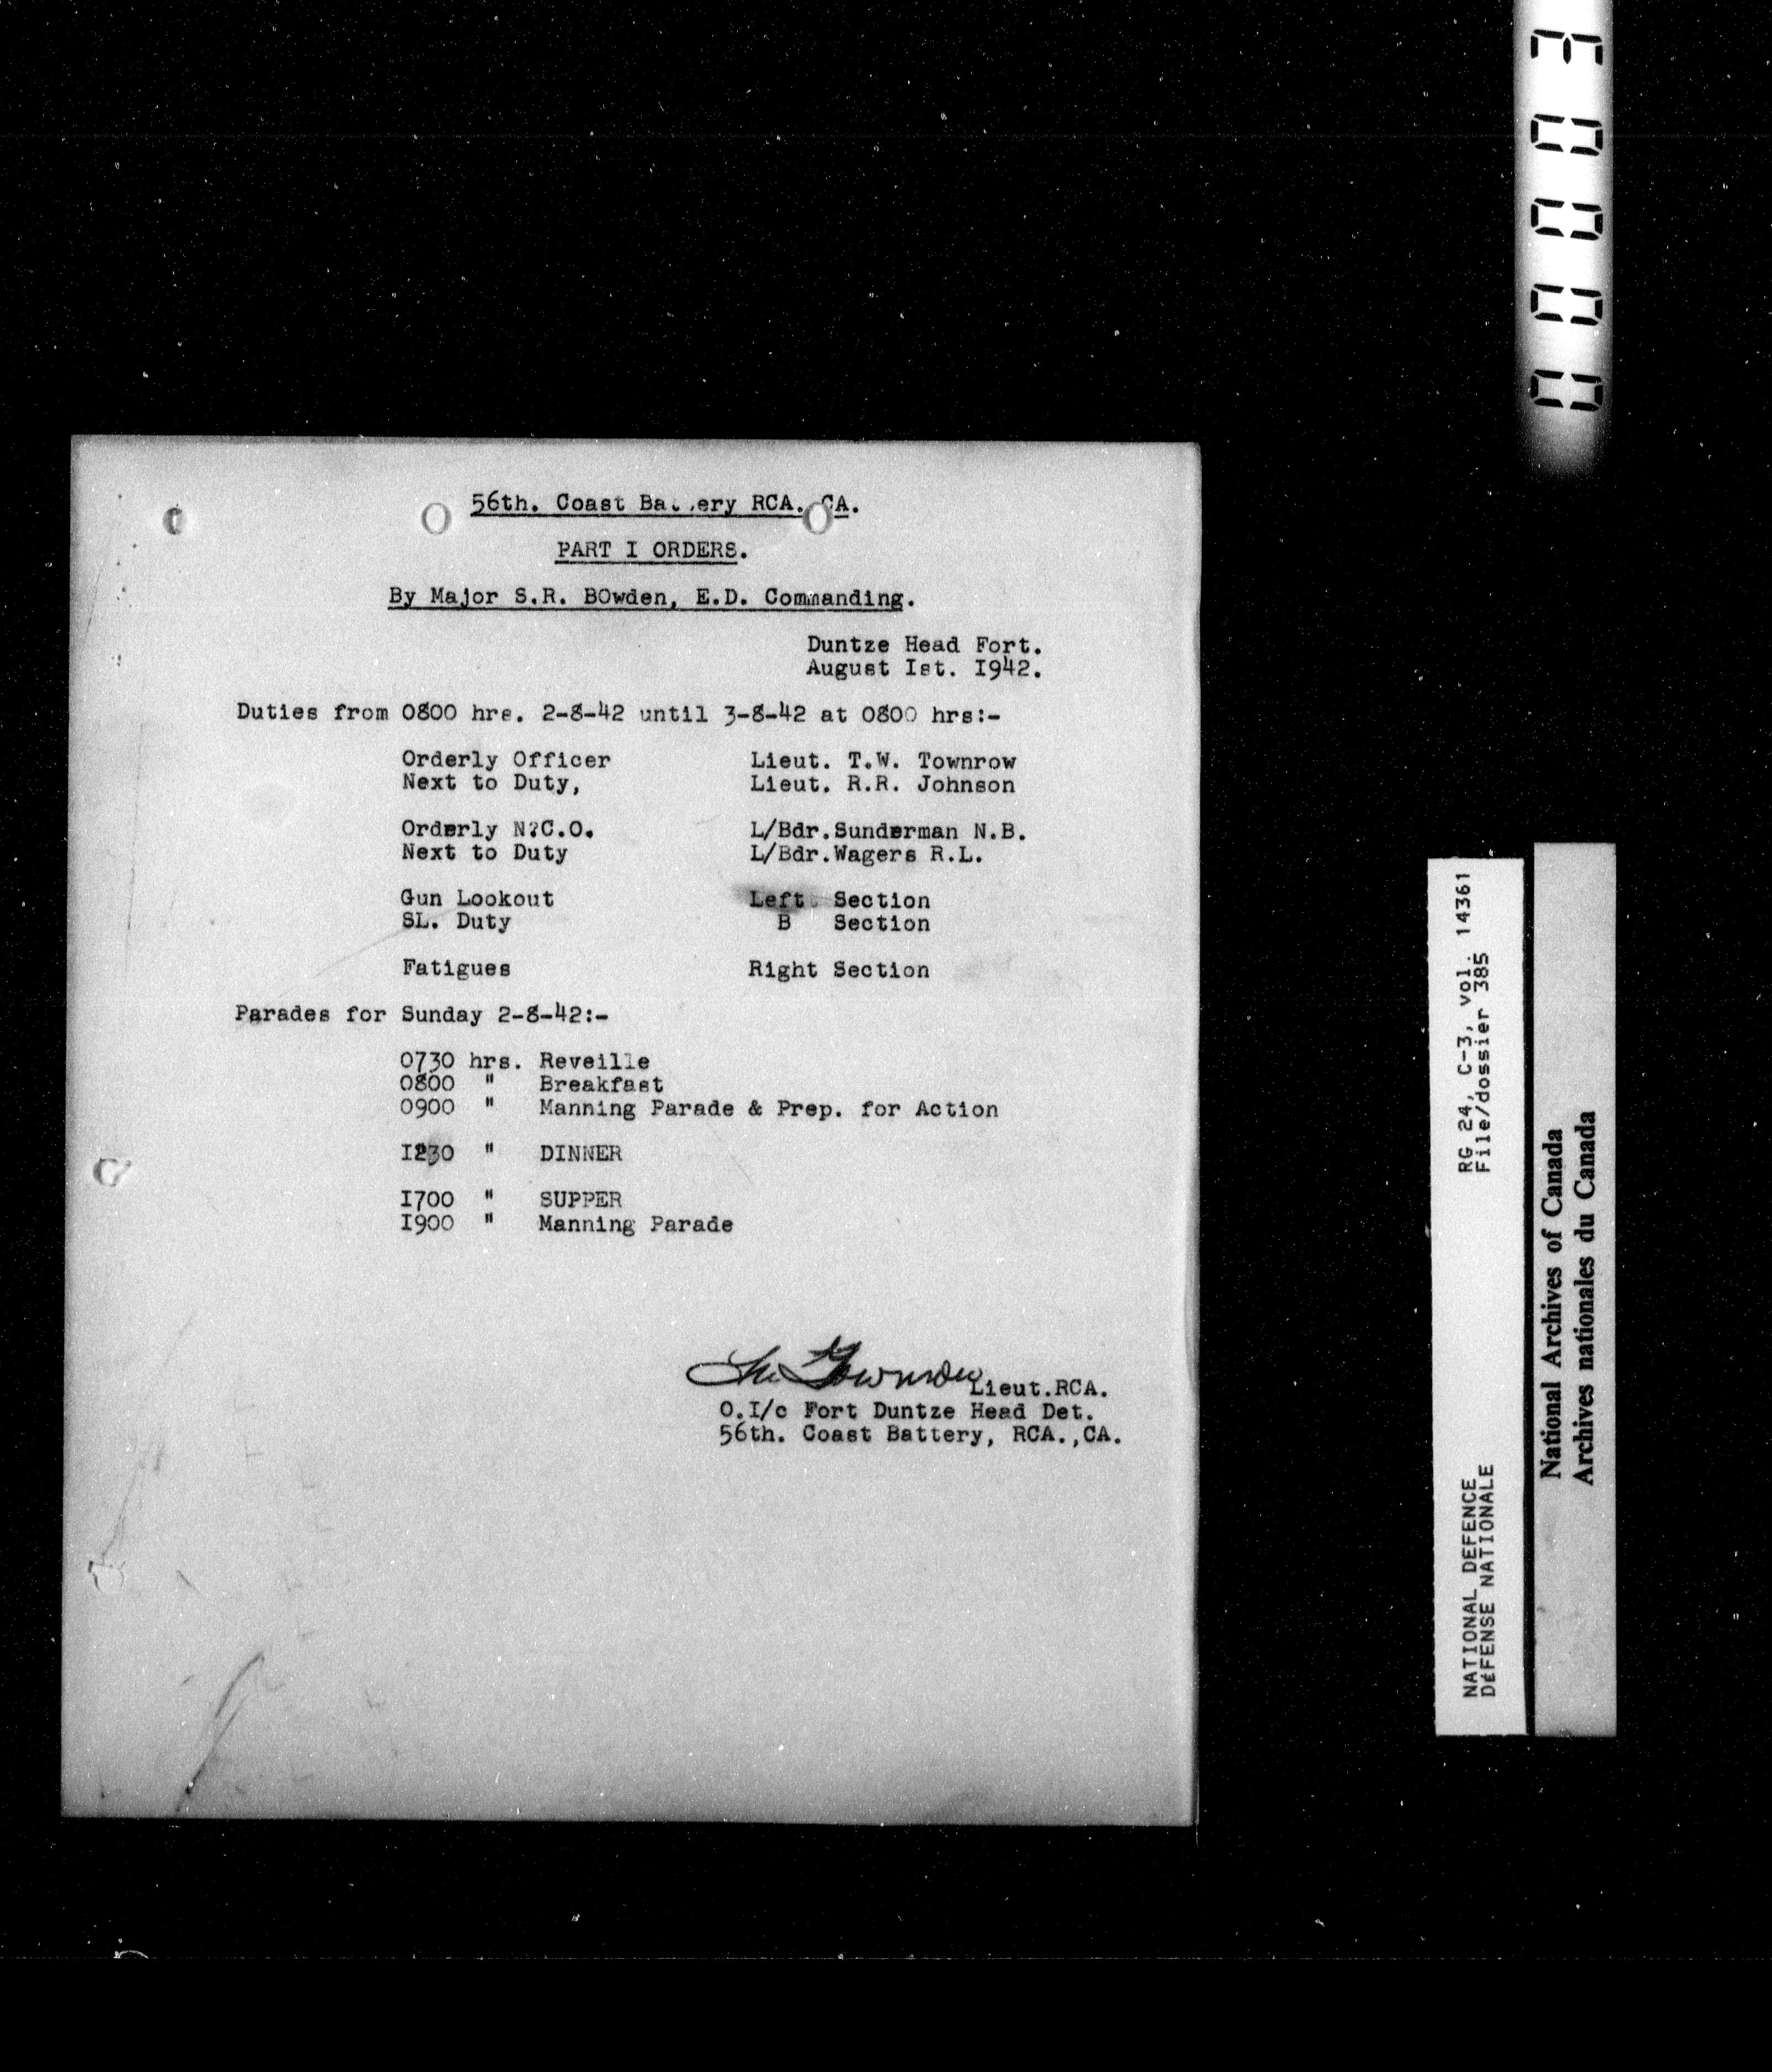 56th. Coast Battery RCA. CA.
PART I ORDERS.
By Major S.R. BOwden, E.D. Commanding.
Duntze Head Fort.
August Ist. I942.
Duties from 0800 hrs. 2-8-42 until 3-8-42 at 0800 hrs:-
Orderly Officer Lieut. T.W. Townrow
Next to Duty, Lieut. R.R. Johnson
Orderly N?C.O. L/Bdr.Sunderman N.B.
Next to Duty L/Bdr.Wagers R.L.
Gun Lookout Left Section
SL. Duty B Section
Fatigues Right Section
Parades for Sunday 2-8-42:-
0730 hrs. Reveille
0800 " Breakfast
0900 " Manning Parade & Prep. for Action
I230 " DINNER
I700 " SUPPER
I900 " Manning Parade
TW Townrow Lieut.RCA.
O.I/c Fort Duntze Head Det.
56th. Coast Battery, RCA.,CA.
00003
RG 24, C-3, vol. 14361
File/dossier 385
NATIONAL DEFENCE
DÉFENSE NATIONALE
National Archives of Canada
Archives nationales du Canada